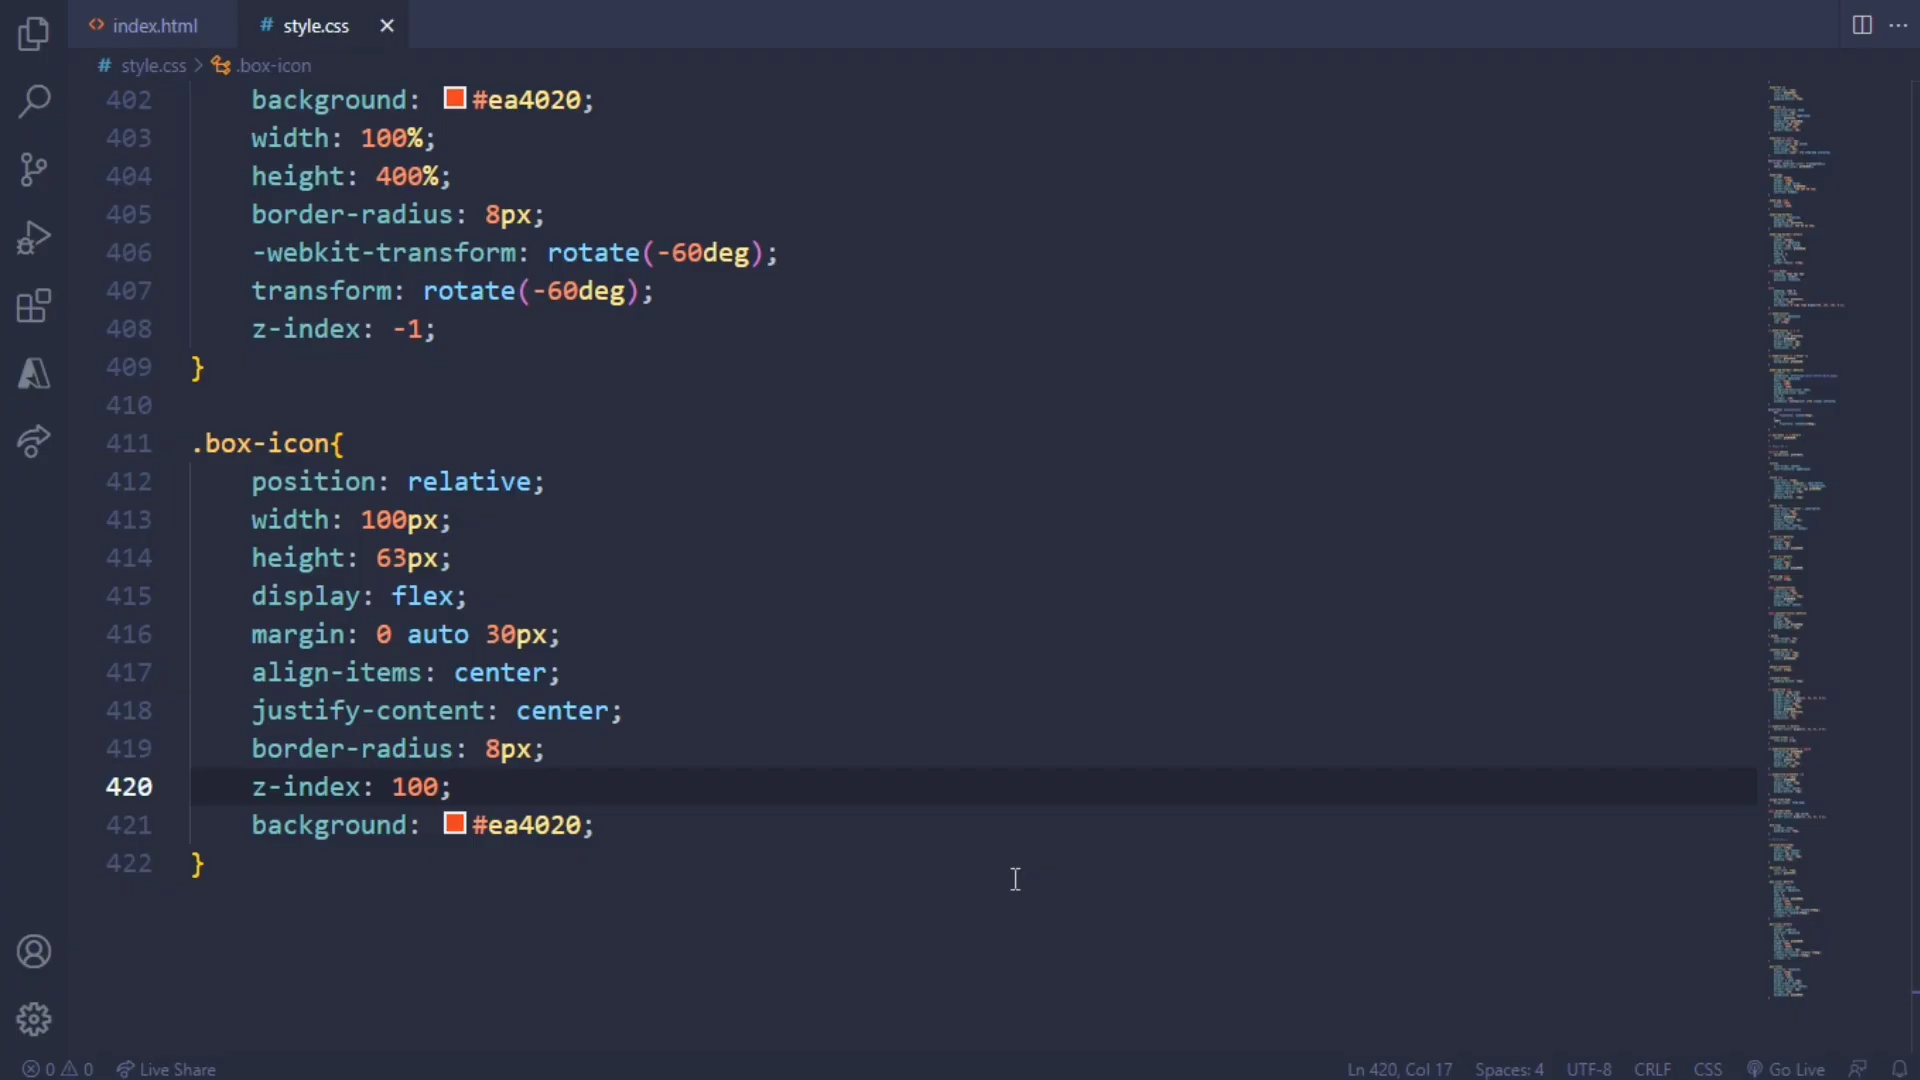 <> index.html # style.css ×
# style.css > .box-icon
402 background: #ea4020;
403 width: 100%;
404 height: 400%;
405 border-radius: 8px;
406 -webkit-transform: rotate(-60deg);
407 transform: rotate(-60deg);
408 z-index: -1;
409 }
410
411 .box-icon{
412 position: relative;
413 width: 100px;
414 height: 63px;
415 display: flex;
416 margin: 0 auto 30px;
417 align-items: center;
418 justify-content: center;
419 border-radius: 8px;
420 z-index: 100;
421 background: #ea4020;
422 }
0 0 Live Share Ln 420, Col 17 Spaces: 4 UTF-8 CRLF CSS Go Live